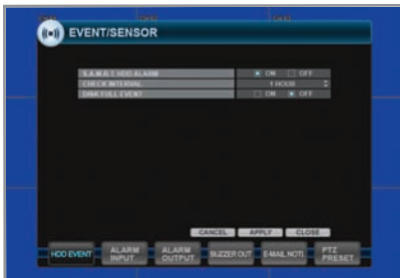 EVENT/SENSOR
S.M.A.R.T. HDD ALARM ON OFF
CHECK INTERVAL 1 HOUR
DISK FULL EVENT ON OFF
CANCEL APPLY CLOSE
HDD EVENT ALARM INPUT ALARM OUTPUT BUZZER OUT E-MAIL NOTI. PTZ PRESET